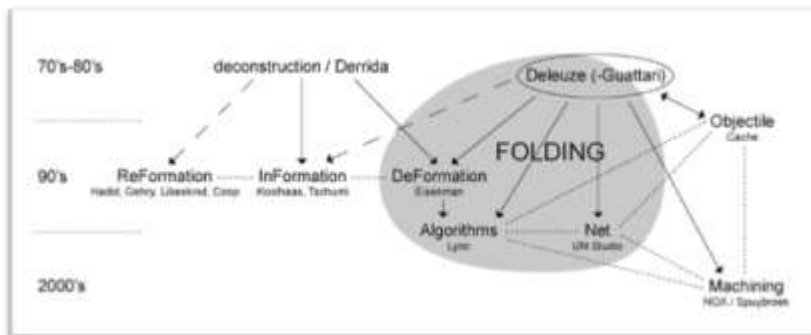 70's-80's
deconstruction / Derrida
Deleuze (-Guattari)
Objectile
Cache
FOLDING
90's
ReFormation
Hadid, Gehry, Libeskind, Coop
InFormation
Koolhaas, Tschumi
DeFormation
Eisenman
Algorithms
Lynn
Net
UN Studio
2000's
Machining
NOX / Spuybroek